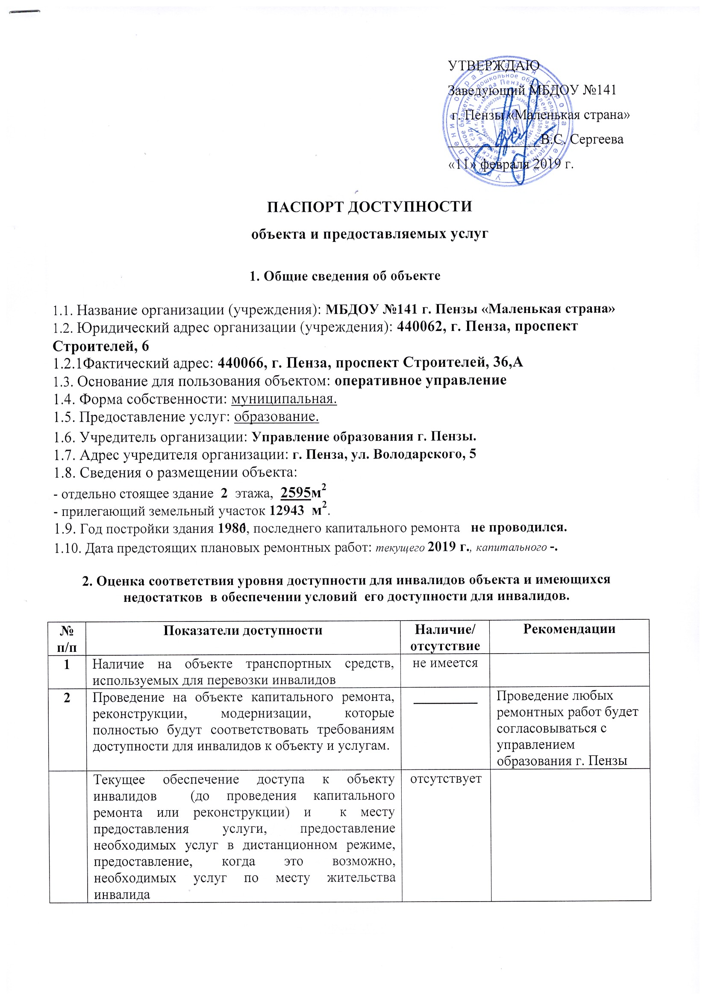 УТВЕРЖДАЮ
Заведующий МБДОУ №141
г. Пензы «Маленькая страна»
В.С. Сергеева
«11» февраля 2019 г.
ПАСПОРТ ДОСТУПНОСТИ
объекта и предоставляемых услуг
1. Общие сведения об объекте
1.1. Название организации (учреждения): МБДОУ №141 г. Пензы «Маленькая страна»
1.2. Юридический адрес организации (учреждения): 440062, г. Пенза, проспект
Строителей, 6
1.2.1Фактический адрес: 440066, г. Пенза, проспект Строителей, 36,А
1.3. Основание для пользования объектом: оперативное управление
1.4. Форма собственности: муниципальная.
1.5. Предоставление услуг: образование.
1.6. Учредитель организации: Управление образования г. Пензы.
1.7. Адрес учредителя организации: г. Пенза, ул. Володарского, 5
1.8. Сведения о размещении объекта:
- отдельно стоящее здание 2 этажа, 2595м²
- прилегающий земельный участок 12943 м².
1.9. Год постройки здания , последнего капитального ремонта не проводился.
1.10. Дата предстоящих плановых ремонтных работ: текущего 2019 г., капитального -.
2. Оценка соответствия уровня доступности для инвалидов объекта и имеющихся
недостатков в обеспечении условий его доступности для инвалидов.
№ п/п Показатели доступности Наличие/ отсутствие Рекомендации
1 Наличие на объекте транспортных средств, не имеется
используемых для перевозки инвалидов
2 Проведение на объекте капитального ремонта, Проведение любых
реконструкции, модернизации, которые ремонтных работ будет
полностью будут соответствовать требованиям согласовываться с
доступности для инвалидов к объекту и услугам. управлением
образования г. Пензы
Текущее обеспечение доступа к объекту отсутствует
инвалидов (до проведения капитального
ремонта или реконструкции) и к месту
предоставления услуги, предоставление
необходимых услуг в дистанционном режиме,
предоставление, когда это возможно,
необходимых услуг по месту жительства
инвалида